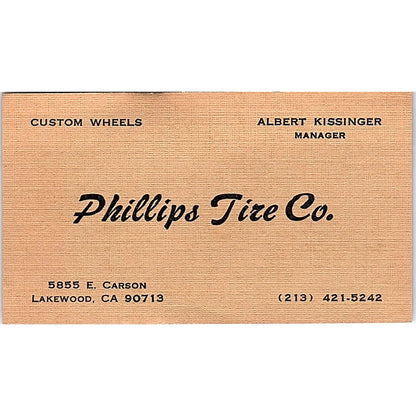 CUSTOM WHEELS
ALBERT KISSINGER
MANAGER
Phillips Tire Co.
5855 E. CARSON
LAKEWOOD, CA 90713
(213) 421-5242